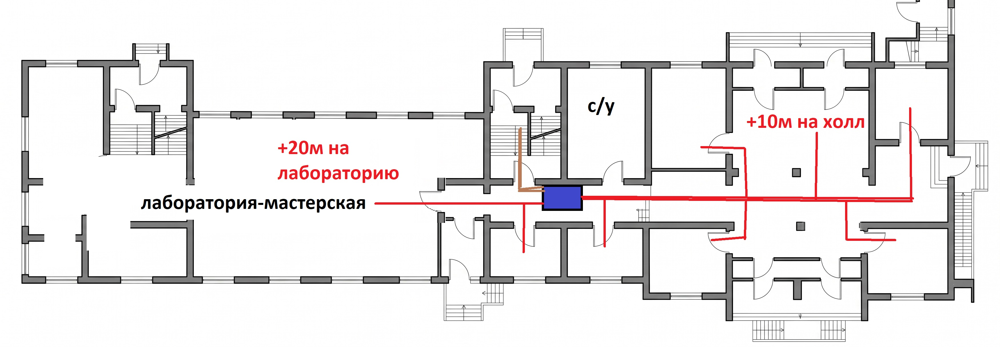 с/у
+10м на холл
+20м на
лабораторию
лаборатория-мастерская